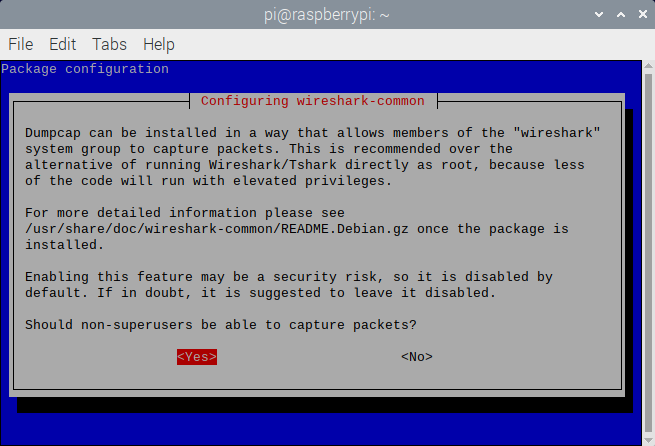 pi@raspberrypi: ~
File Edit Tabs Help
Package configuration
Configuring wireshark-common
Dumpcap can be installed in a way that allows members of the "wireshark"
system group to capture packets. This is recommended over the
alternative of running Wireshark/Tshark directly as root, because less
of the code will run with elevated privileges.
For more detailed information please see
/usr/share/doc/wireshark-common/README.Debian.gz once the package is
installed.
Enabling this feature may be a security risk, so it is disabled by
default. If in doubt, it is suggested to leave it disabled.
Should non-superusers be able to capture packets?
<Yes> <No>